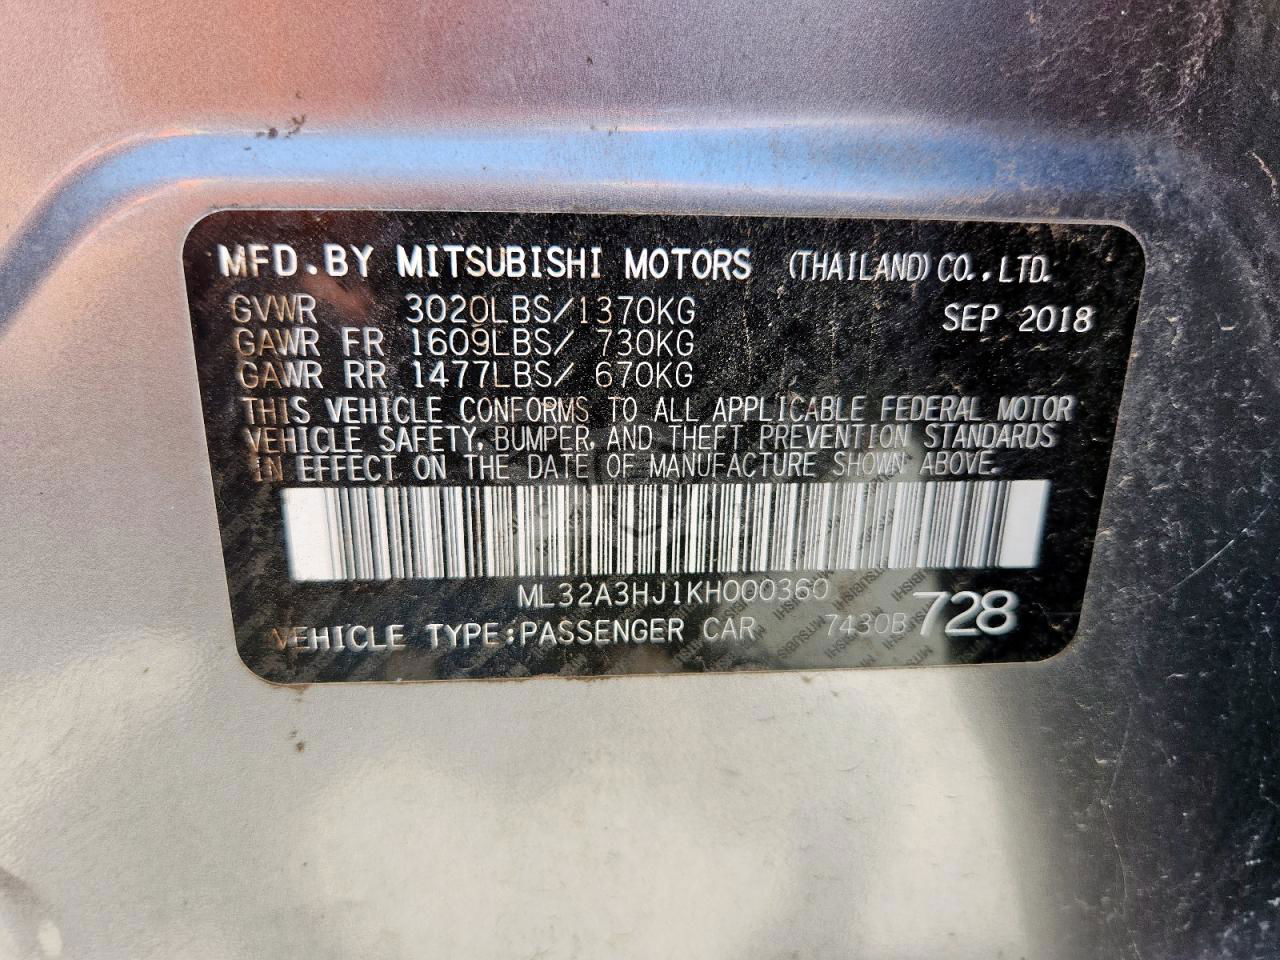 MFD.BY MITSUBISHI MOTORS (THAILAND) CO., LTD.
GVWR 3020LBS/1370KG SEP 2018
GAWR FR 1609LBS/ 730KG
GAWR RR 1477LBS/ 670KG
THIS VEHICLE CONFORMS TO ALL APPLICABLE FEDERAL MOTOR
VEHICLE SAFETY, BUMPER, AND THEFT PREVENTION STANDARDS
IN EFFECT ON THE DATE OF MANUFACTURE SHOWN ABOVE.
ML32A3HJ1KH000360
VEHICLE TYPE:PASSENGER CAR 7430B 728